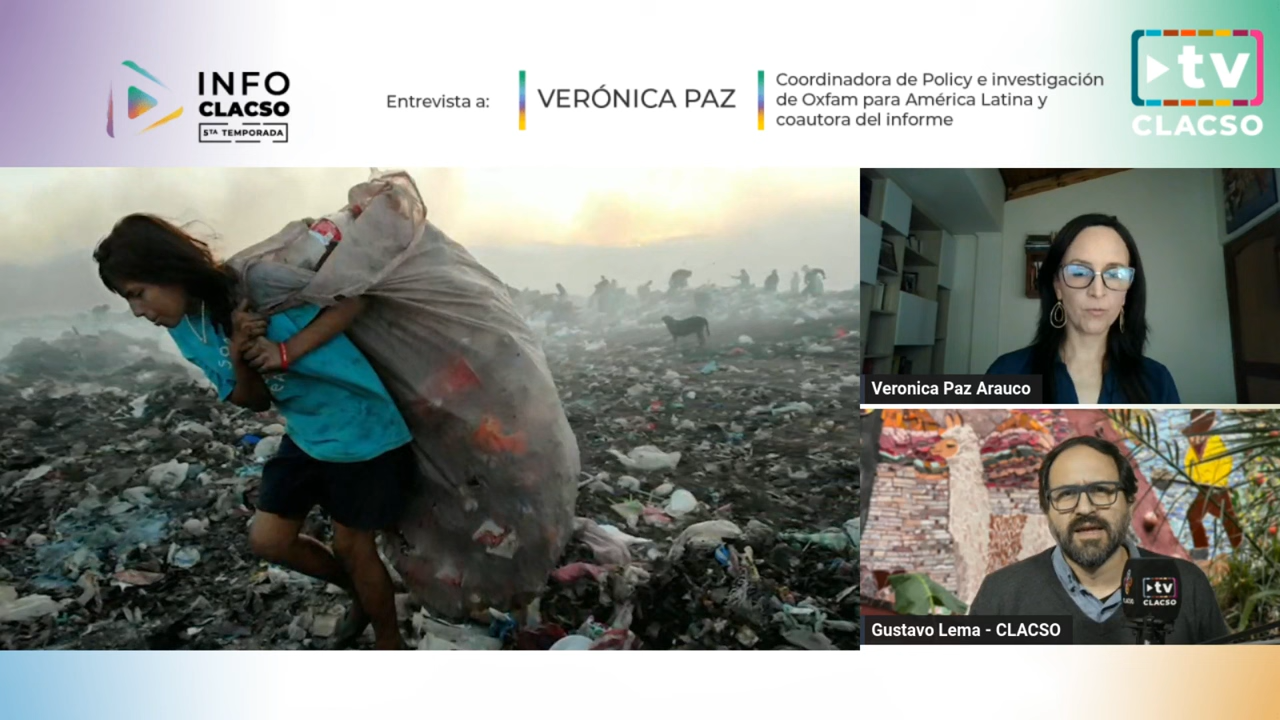 INFO
CLACSO
5TA TEMPORADA
Entrevista a:
VERÓNICA PAZ
Coordinadora de Policy e investigación
de Oxfam para América Latina y
coautora del informe
tv
CLACSO
Veronica Paz Arauco
tv
CLACSO
Gustavo Lema - CLACSO